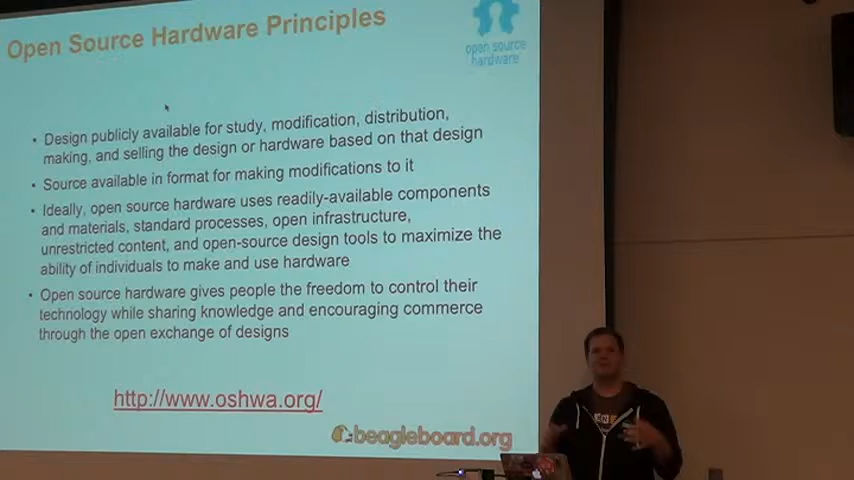 Open Source Hardware Principles
open source
hardware
• Design publicly available for study, modification, distribution,
making, and selling the design or hardware based on that design
• Source available in format for making modifications to it
• Ideally, open source hardware uses readily-available components
and materials, standard processes, open infrastructure,
unrestricted content, and open-source design tools to maximize the
ability of individuals to make and use hardware
• Open source hardware gives people the freedom to control their
technology while sharing knowledge and encouraging commerce
through the open exchange of designs
http://www.oshwa.org/
beagleboard.org